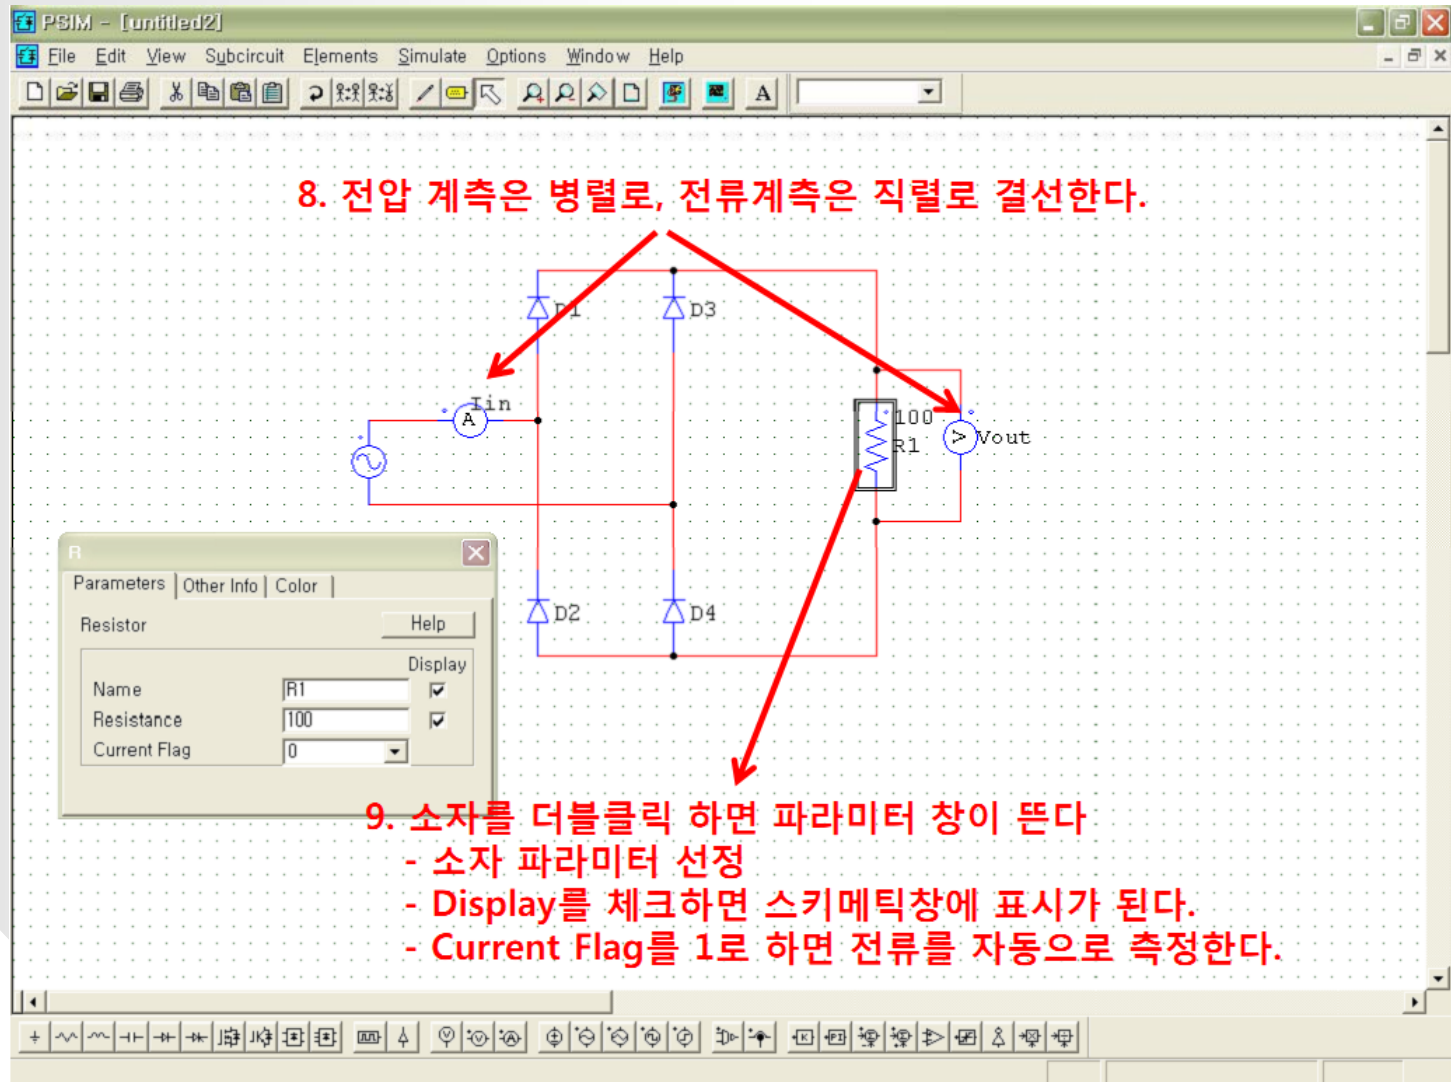 PSIM - [untitled2]
File Edit View Subcircuit Elements Simulate Options Window Help
A
8. 전압 계측은 병렬로, 전류계측은 직렬로 결선한다.
D1
D3
Iin
A
100
R1
V
Vout
R
Parameters
Other Info
Color
D2
D4
Resistor
Help
Display
Name
R1
Resistance
100
Current Flag
0
9. 소자를 더블클릭 하면 파라미터 창이 뜬다
- 소자 파라미터 선정
- Display를 체크하면 스키메틱창에 표시가 된다.
- Current Flag를 1로 하면 전류를 자동으로 측정한다.
V
V
A
K
PI